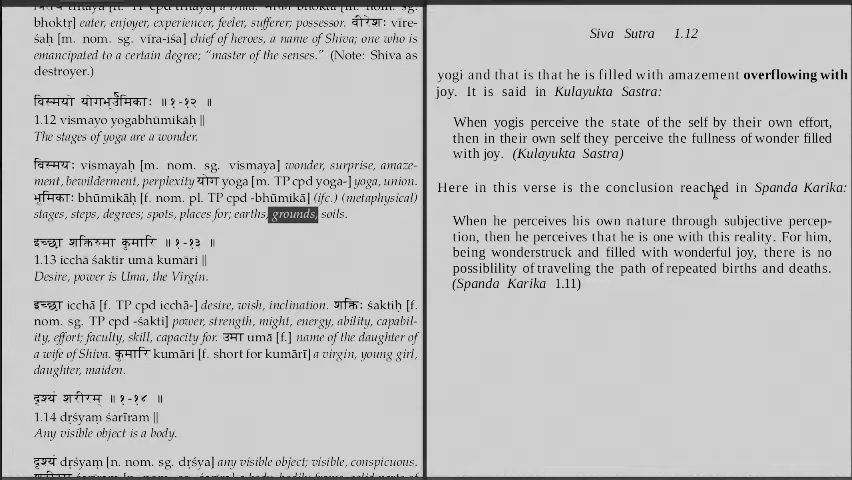 bhoktṛ] eater, enjoyer, experiencer, feeler, sufferer; possessor. वीरेशः vīre-
śaḥ [m. nom. sg. vīra-iśa] chief of heroes, a name of Shiva; one who is
emancipated to a certain degree; “master of the senses.” (Note: Shiva as
destroyer.)
विस्मयो ॥१-१२ ॥
1.12 vismayo yogabhūmikāḥ ||
The stages of yoga are a wonder.
विस्मयः vismayaḥ [m. nom. sg. vismaya] wonder, surprise, amaze-
ment, bewilderment, perplexity योग yoga [m. TP cpd yoga-] yoga, union.
भूमिकाः bhūmikāḥ [f. nom. pl. TP cpd -bhūmikā] (ifc.) (metaphysical)
stages, steps, degrees; spots, places for; earths, grounds, soils.
इच्छा शक्तिरुमा कुमारि ॥ १-१३ ॥
1.13 icchā śaktir umā kumāri ||
Desire, power is Uma, the Virgin.
इच्छा icchā [f. TP cpd icchā-] desire, wish, inclination. शक्तिः śaktiḥ [f.
nom. sg. TP cpd -śakti] power, strength, might, energy, ability, capabil-
ity, effort; faculty, skill, capacity for. उमा umā [f.] name of the daughter of
a wife of Shiva. कुमारि kumāri [f. short for kumārī] a virgin, young girl,
daughter, maiden.
दृश्यं शरीरम् ॥ १-१४ ॥
1.14 dṛśyaṃ śarīram ||
Any visible object is a body.
दृश्यं dṛśyaṃ [n. nom. sg. dṛśya] any visible object; visible, conspicuous.
Siva Sutra 1.12
yogi and that is that he is filled with amazement overflowing with
joy. It is said in Kulayukta Sastra:
When yogis perceive the state of the self by their own effort,
then in their own self they perceive the fullness of wonder filled
with joy. (Kulayukta Sastra)
Here in this verse is the conclusion reached in Spanda Karika:
When he perceives his own nature through subjective percep-
tion, then he perceives that he is one with this reality. For him,
being wonderstruck and filled with wonderful joy, there is no
possiblility of traveling the path of repeated births and deaths.
(Spanda Karika 1.11)